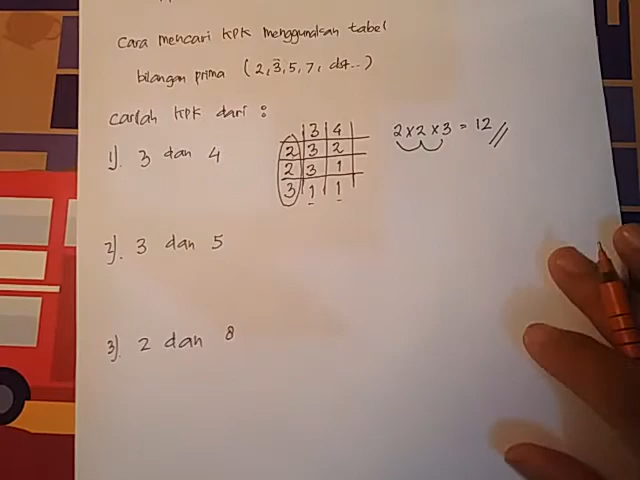 Cara mencari KPK menggunakan tabel
bilangan prima (2, 3, 5, 7, dst..)
Carilah KPK dari :
1). 3 dan 4
3 4
2 3 2
2 3 1
3 1 1
2 x 2 x 3 = 12 //
2). 3 dan 5
3). 2 dan 8